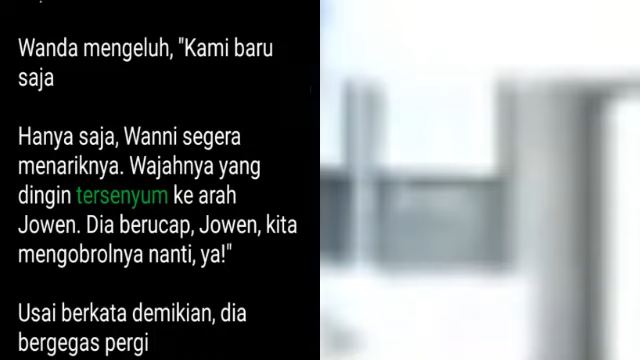 Wanda mengeluh, "Kami baru
saja
Hanya saja, Wanni segera
menariknya. Wajahnya yang
dingin tersenyum ke arah
Jowen. Dia berucap, Jowen, kita
mengobrolnya nanti, ya!"
Usai berkata demikian, dia
bergegas pergi